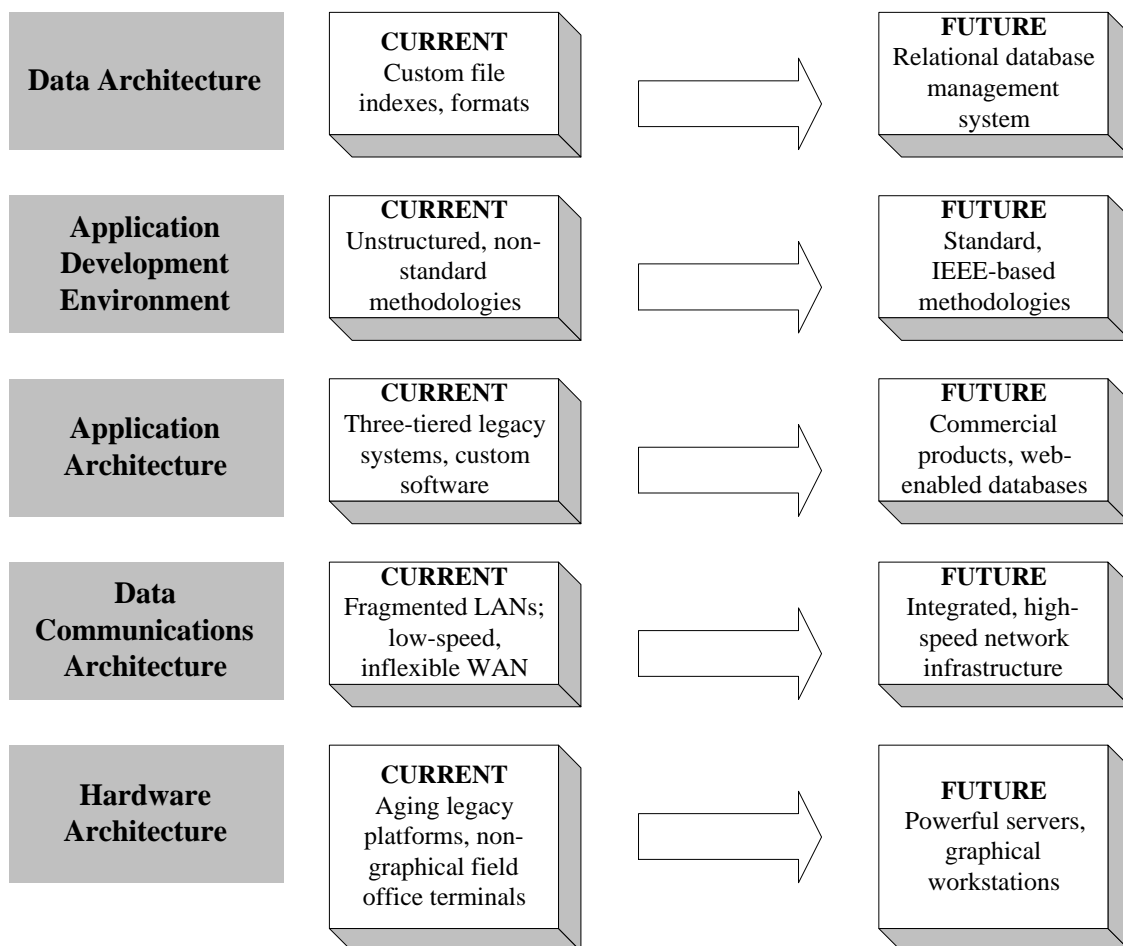 Data Architecture
CURRENT
Custom file
indexes, formats
FUTURE
Relational database
management
system
Application
Development
Environment
CURRENT
Unstructured, non-
standard
methodologies
FUTURE
Standard,
IEEE-based
methodologies
Application
Architecture
CURRENT
Three-tiered legacy
systems, custom
software
FUTURE
Commercial
products, web-
enabled databases
Data
Communications
Architecture
CURRENT
Fragmented LANs;
low-speed,
inflexible WAN
FUTURE
Integrated, high-
speed network
infrastructure
Hardware
Architecture
CURRENT
Aging legacy
platforms, non-
graphical field
office terminals
FUTURE
Powerful servers,
graphical
workstations